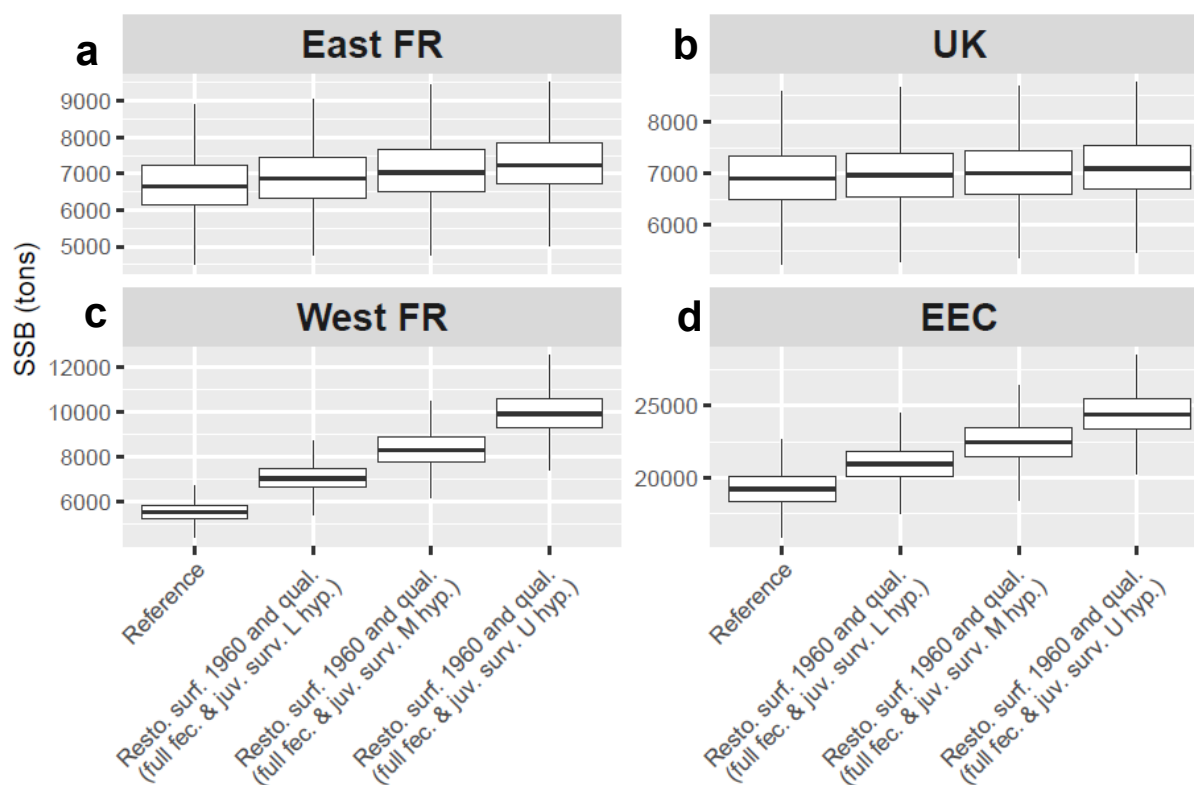 a
East FR
b
UK
9000
8000
7000
6000
5000
8000
7000
6000
SSB (tons)
c
West FR
d
EEC
12000
10000
8000
6000
25000
20000
Reference
Resto. surf. 1960 and qual.
(full fec. & juv. surv. L hyp.)
Resto. surf. 1960 and qual.
(full fec. & juv. surv. M hyp.)
Resto. surf. 1960 and qual.
(full fec. & juv. surv. U hyp.)
Reference
Resto. surf. 1960 and qual.
(full fec. & juv. surv. L hyp.)
Resto. surf. 1960 and qual.
(full fec. & juv. surv. M hyp.)
Resto. surf. 1960 and qual.
(full fec. & juv. surv. U hyp.)